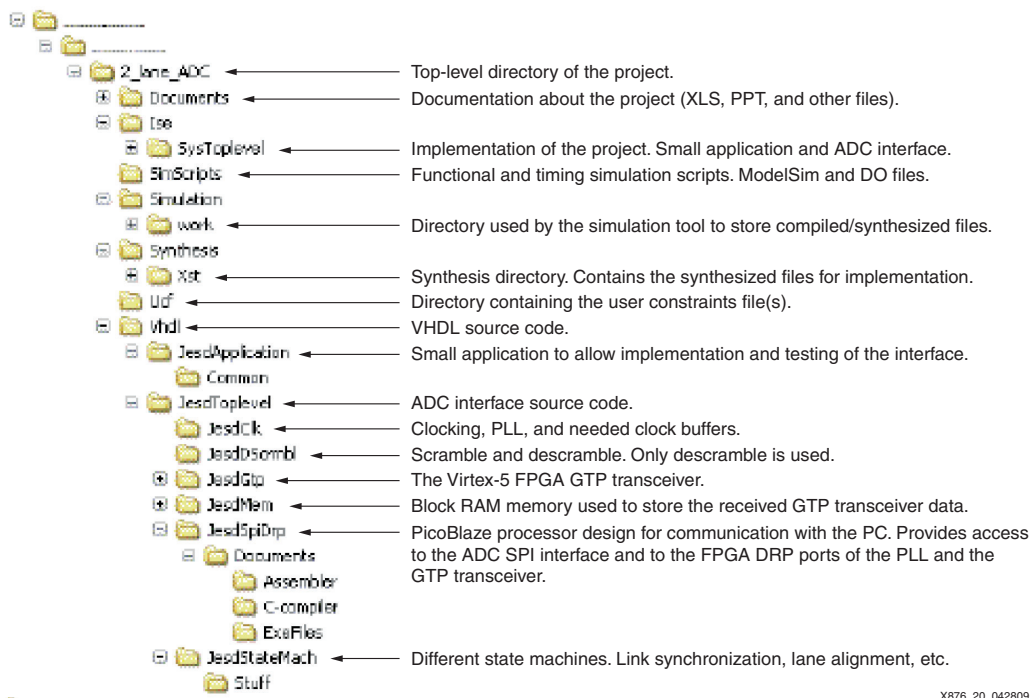 2_lane_ADC Top-level directory of the project.
Documents Documentation about the project (XLS, PPT, and other files).
Ise
SysToplevel Implementation of the project. Small application and ADC interface.
SimScripts Functional and timing simulation scripts. ModelSim and DO files.
Simulation
work Directory used by the simulation tool to store compiled/synthesized files.
Synthesis
Xst Synthesis directory. Contains the synthesized files for implementation.
Ucf Directory containing the user constraints file(s).
Vhdl VHDL source code.
JesdApplication Small application to allow implementation and testing of the interface.
Common
JesdToplevel ADC interface source code.
JesdClk Clocking, PLL, and needed clock buffers.
JesdDScrmbl Scramble and descramble. Only descramble is used.
JesdGtp The Virtex-5 FPGA GTP transceiver.
JesdMem Block RAM memory used to store the received GTP transceiver data.
JesdSpiDrp PicoBlaze processor design for communication with the PC. Provides access
Documents to the ADC SPI interface and to the FPGA DRP ports of the PLL and the
GTP transceiver.
Assembler
C-compiler
ExeFiles
JesdStateMach Different state machines. Link synchronization, lane alignment, etc.
Stuff
X876_20_042809